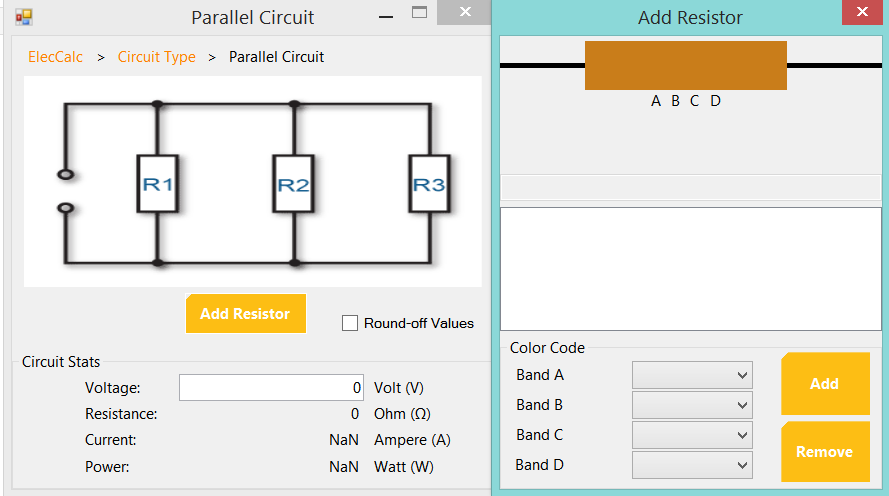 Parallel Circuit
ElecCalc > Circuit Type > Parallel Circuit
R1 R2 R3
Add Resistor
Round-off Values
Circuit Stats
Voltage: 0 Volt (V)
Resistance: 0 Ohm (Ω)
Current: NaN Ampere (A)
Power: NaN Watt (W)
Add Resistor
A B C D
Color Code
Band A
Band B
Band C
Band D
Add
Remove